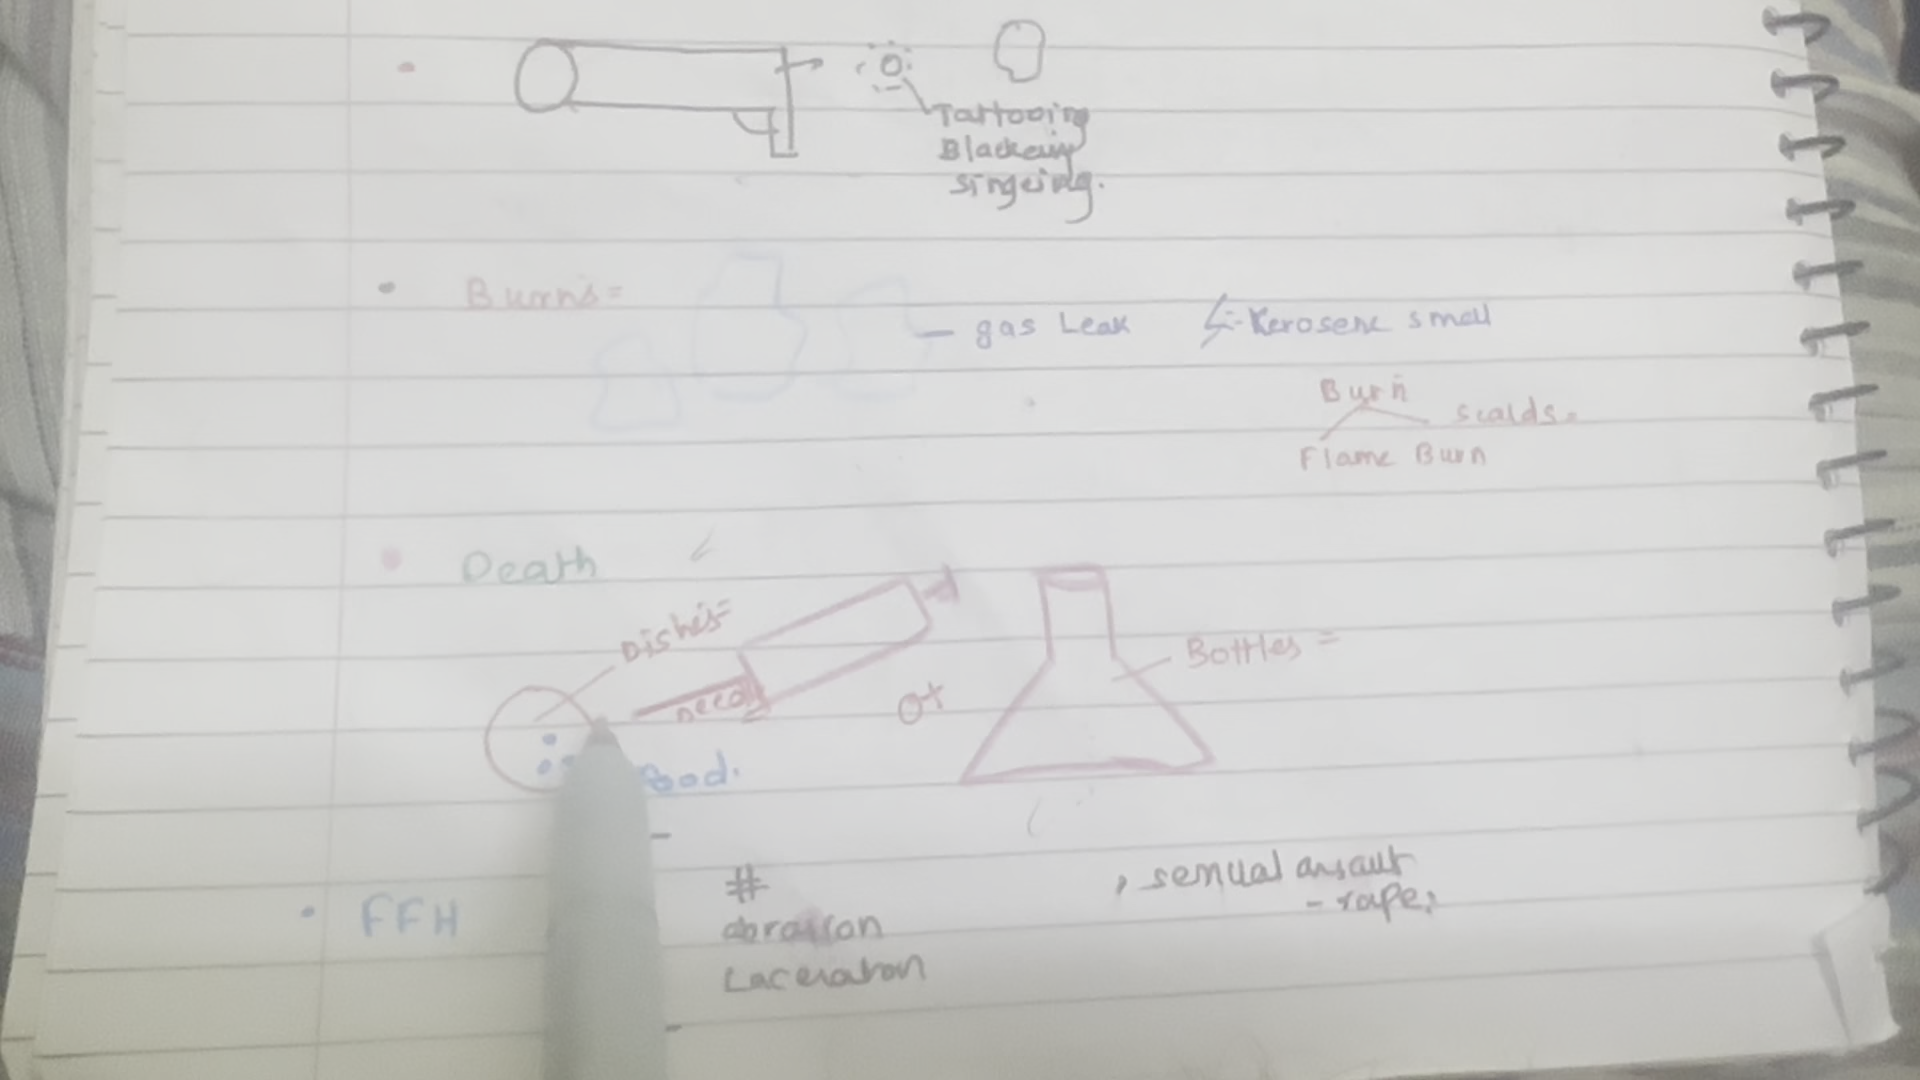 Tattooing
Blackening
singeing.
Burns=
- gas Leak
Kerosene smell
Burn
scalds=
Flame Burn
Death
Dishes=
Bottles =
or
food.
#
abrasion
Laceration
, sexual assault
- rape,
FFH